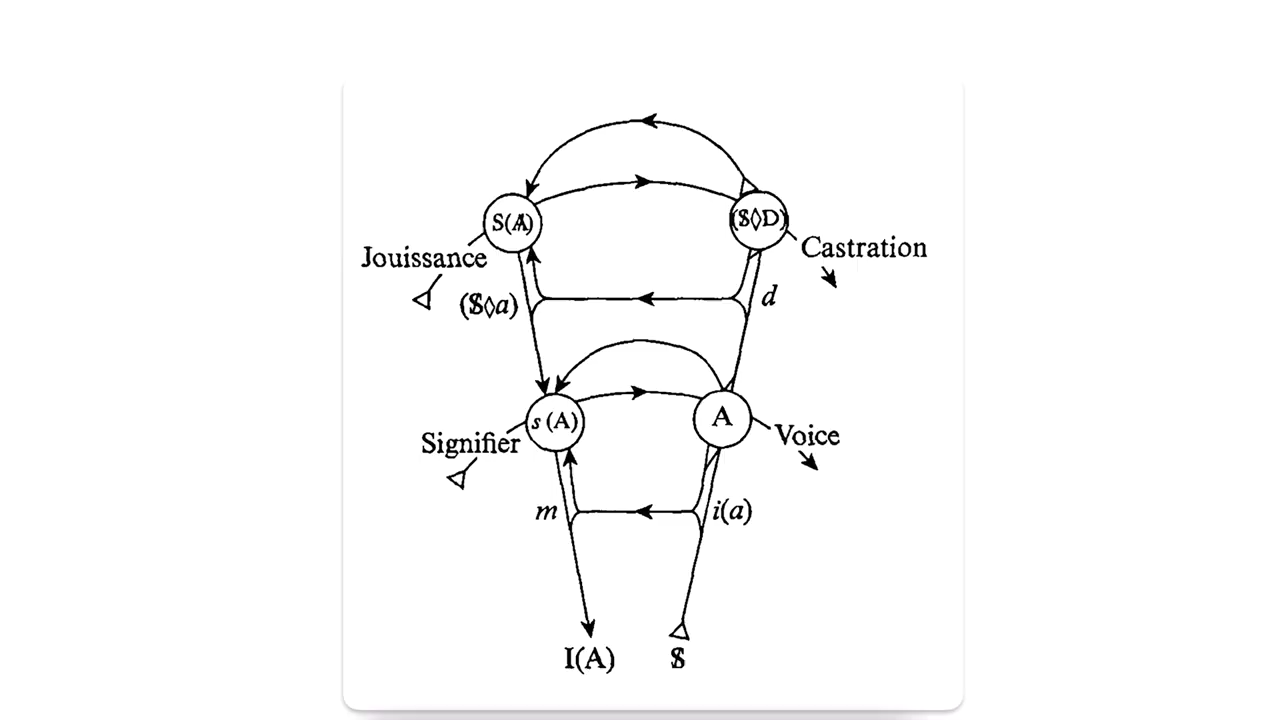 S(A̸)
($◊D)
Jouissance
Castration
($◊a)
d
s(A)
A
Signifier
Voice
m
i(a)
I(A)
$